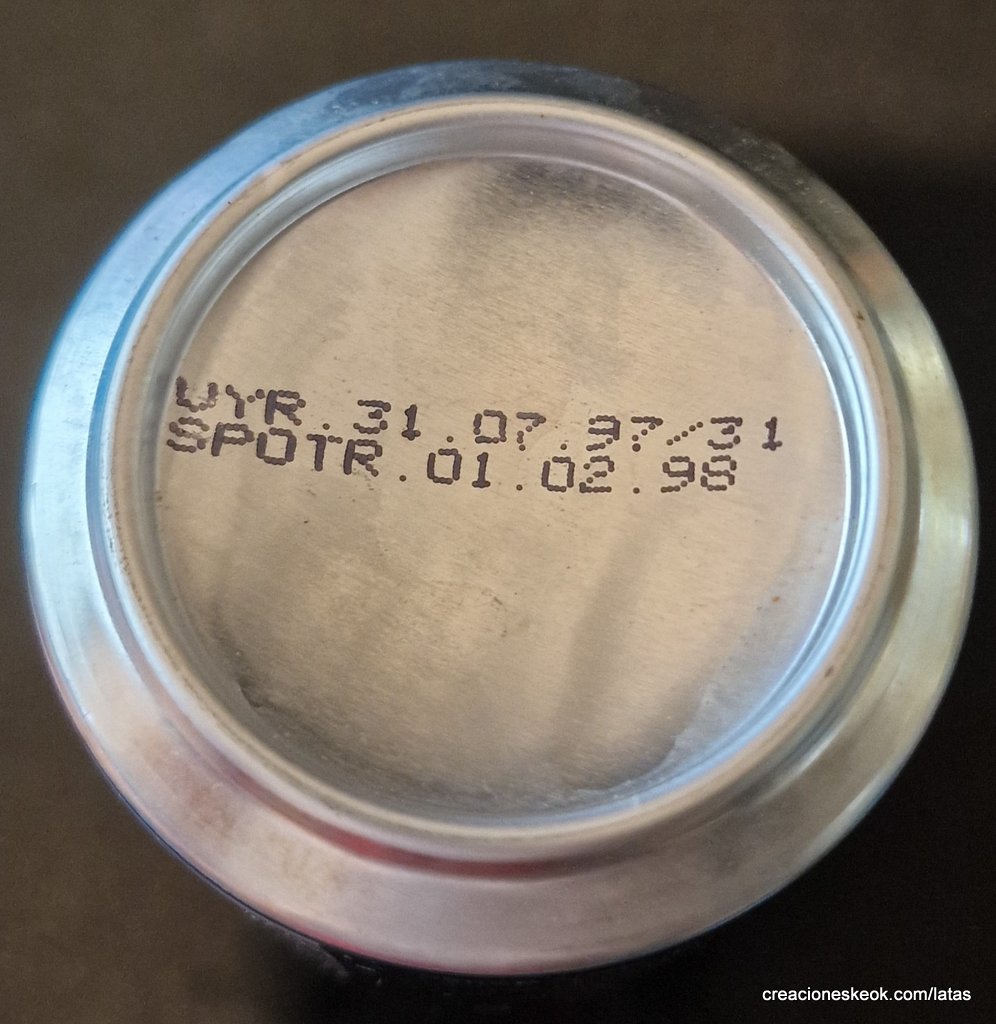 VYR.31.07.97/31
SPOTR.01.02.98
creacioneskeok.com/latas